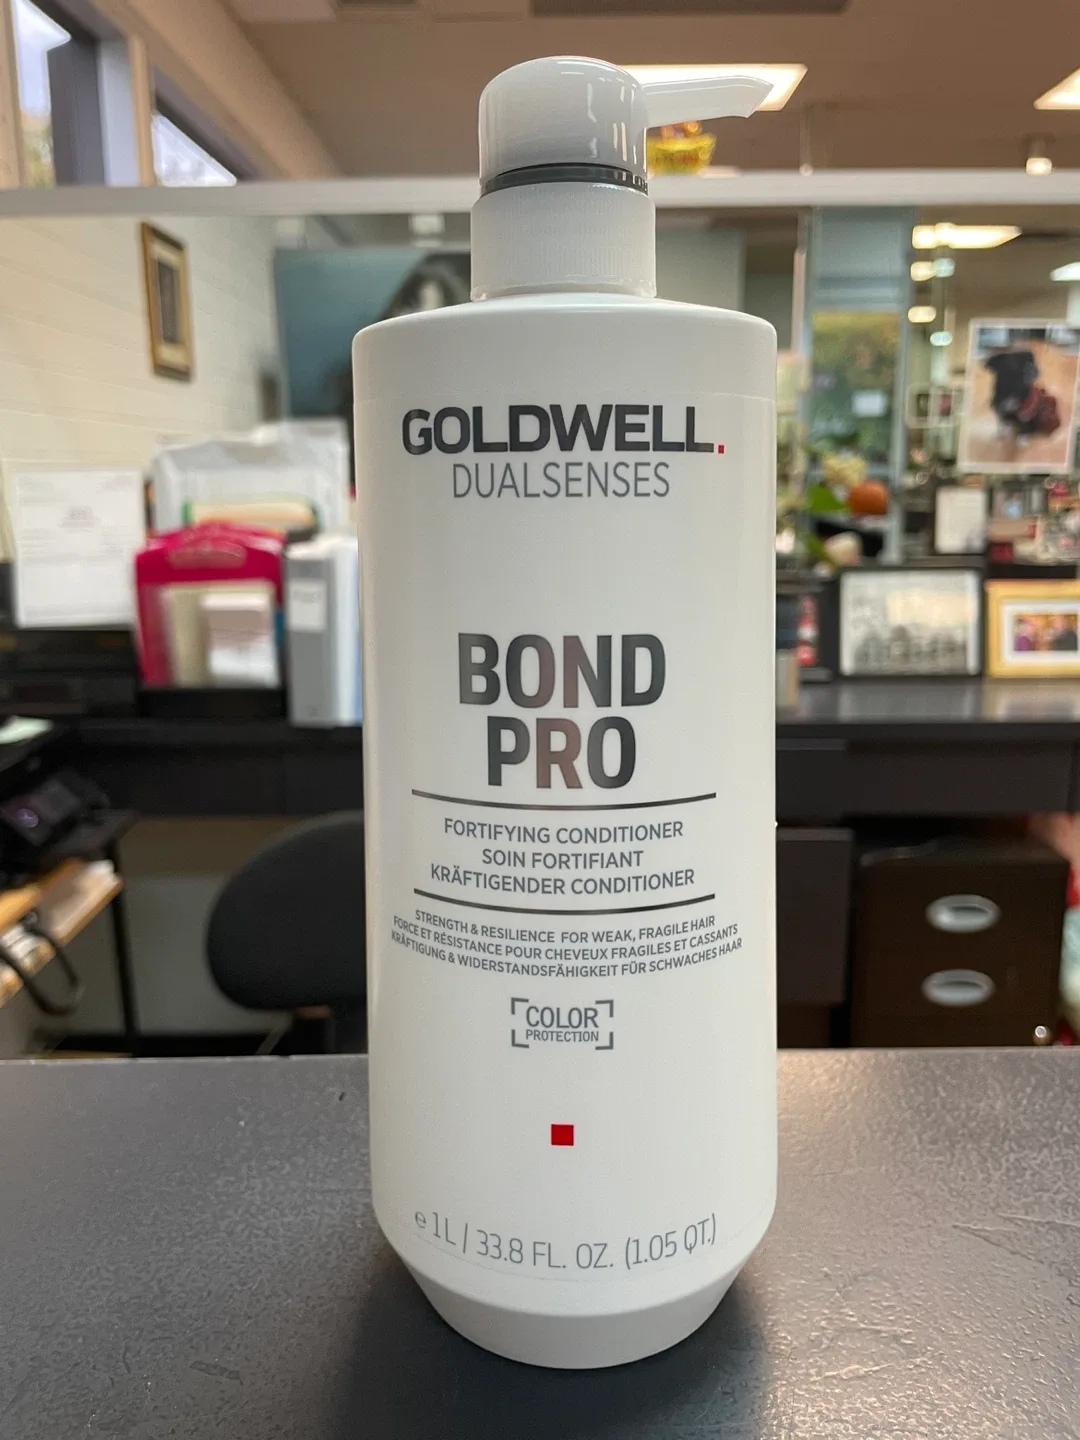 GOLDWELL.
DUALSENSES
BOND
PRO
FORTIFYING CONDITIONER
SOIN FORTIFIANT
KRÄFTIGENDER CONDITIONER
STRENGTH & RESILIENCE FOR WEAK, FRAGILE HAIR
FORCE ET RÉSISTANCE POUR CHEVEUX FRAGILES ET CASSANTS
KRÄFTIGUNG & WIDERSTANDSFÄHIGKEIT FÜR SCHWACHES HAAR
COLOR
PROTECTION
e 1 L / 33.8 FL. OZ. (1.05 QT.)